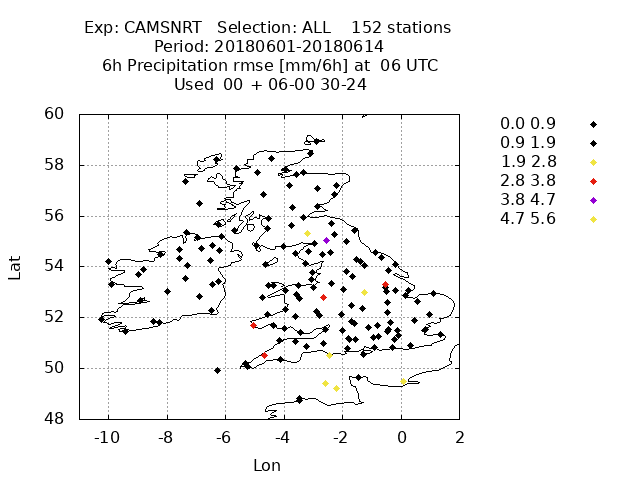 Exp: CAMSNRT Selection: ALL 152 stations
Period: 20180601-20180614
6h Precipitation rmse [mm/6h] at 06 UTC
Used 00 + 06-00 30-24
60
58
56
54
52
50
48
Lat
-10 -8 -6 -4 -2 0 2
Lon
0.0 0.9
0.9 1.9
1.9 2.8
2.8 3.8
3.8 4.7
4.7 5.6